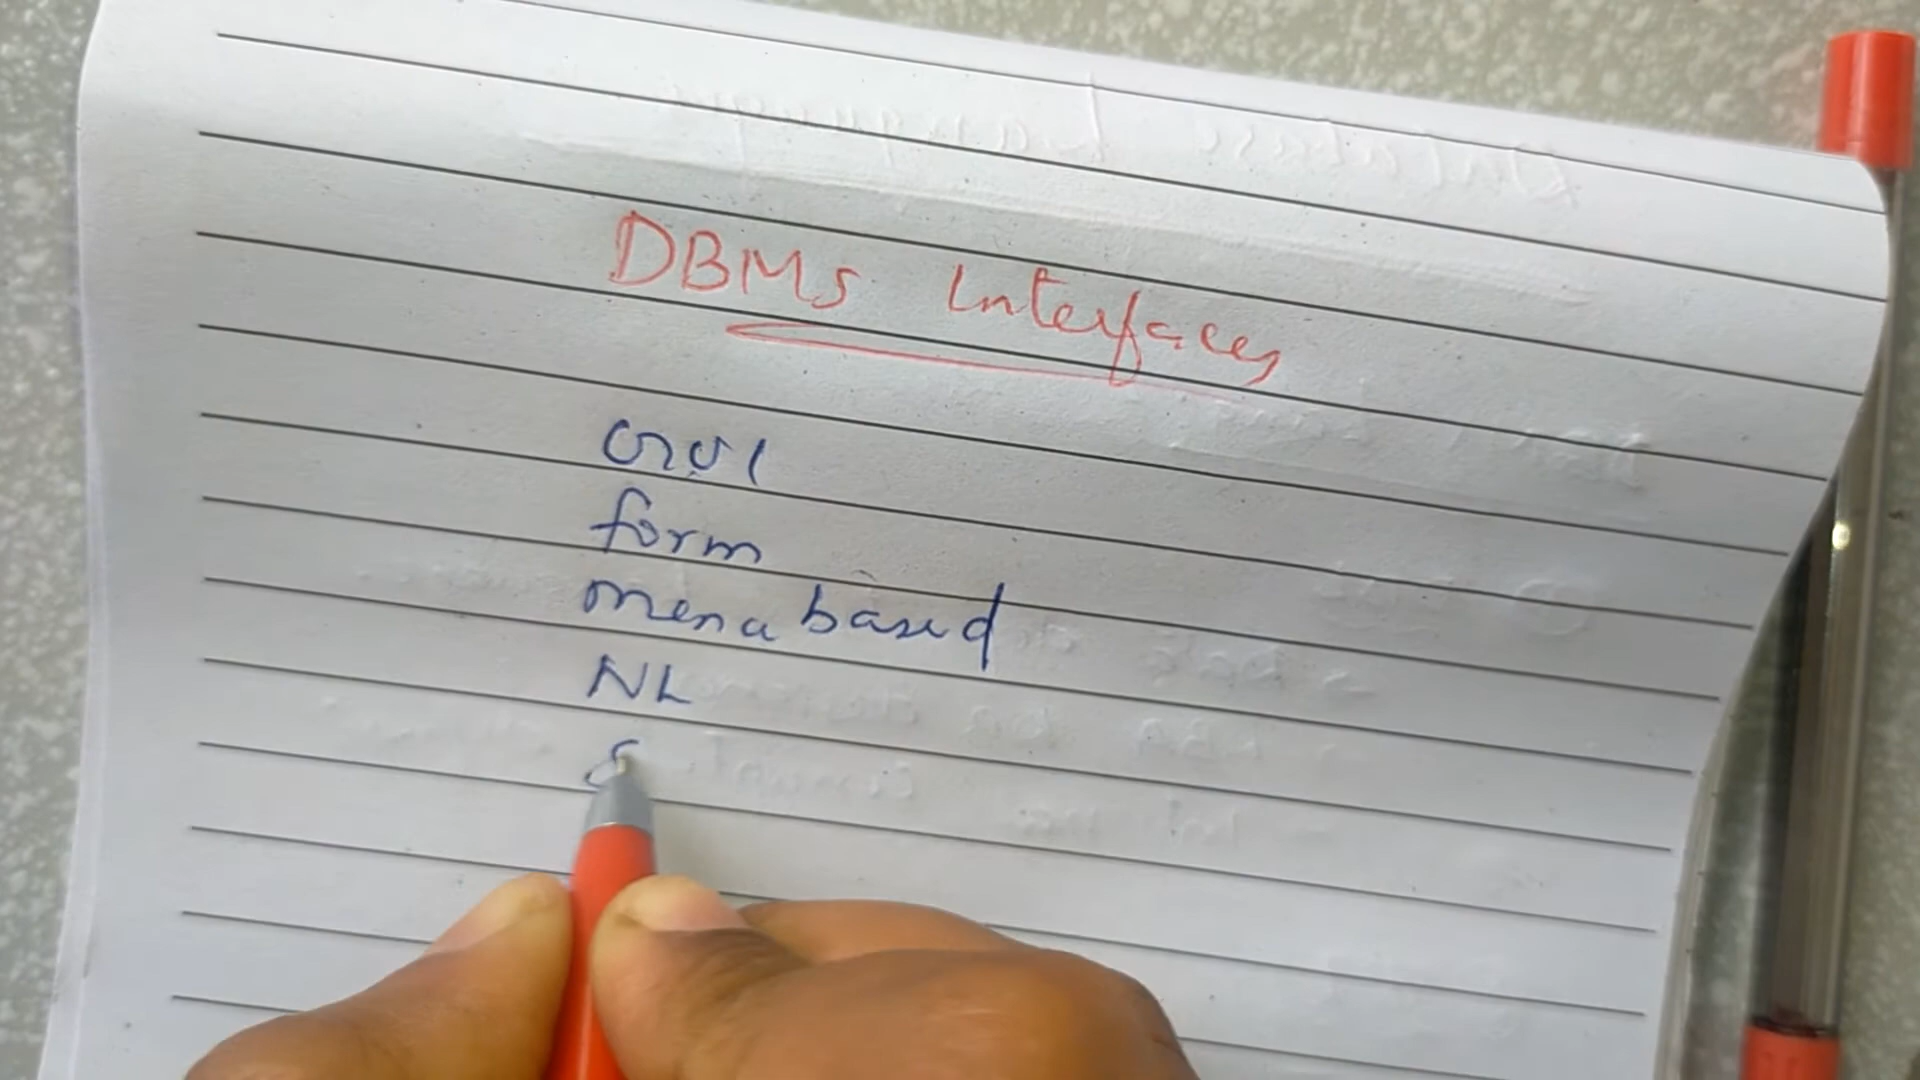 DBMS Interfaces
GUI
form
menu based
NL
S